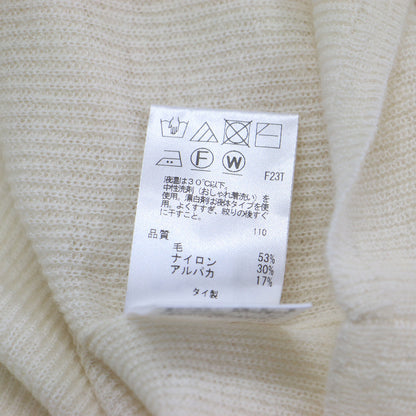 F23T
F
W
液温は30℃以下。
中性洗剤(おしゃれ着洗い)を
使用。漂白剤は液体タイプを使
用。よくすすぎ、絞りの後すぐ
に干すこと。
品質 110
毛 53%
ナイロン 30%
アルパカ 17%
タイ製